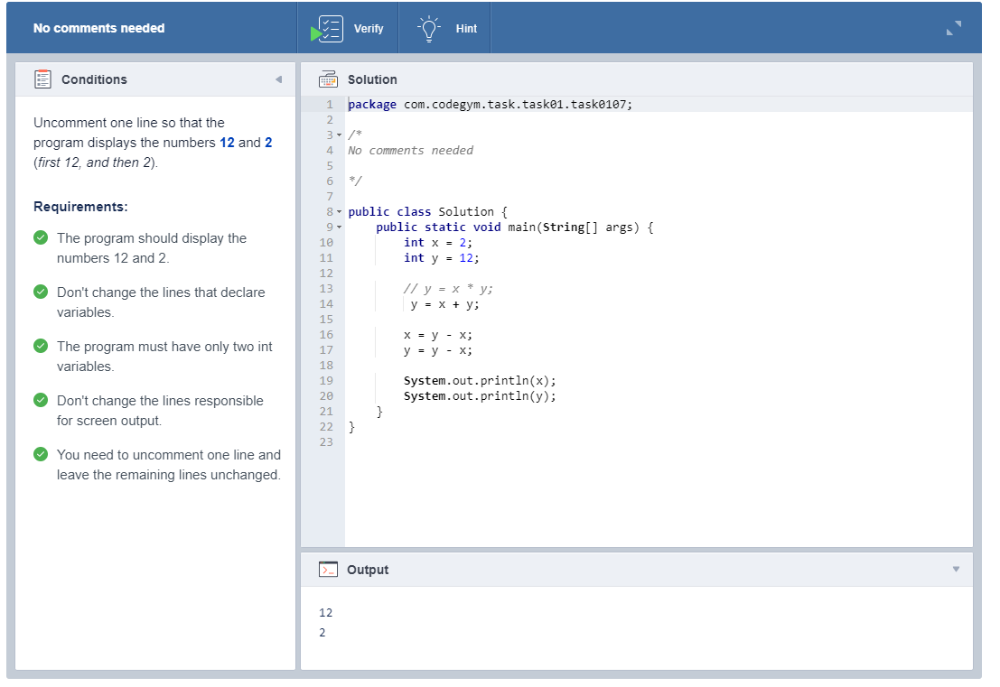 No comments needed
Verify
Hint
Conditions
Uncomment one line so that the
program displays the numbers 12 and 2
(first 12, and then 2).
Requirements:
The program should display the
numbers 12 and 2.
Don't change the lines that declare
variables.
The program must have only two int
variables.
Don't change the lines responsible
for screen output.
You need to uncomment one line and
leave the remaining lines unchanged.
Solution
1 package com.codegym.task.task01.task0107;
2
3 /*
4 No comments needed
5
6 */
7
8 public class Solution {
9     public static void main(String[] args) {
10         int x = 2;
11         int y = 12;
12
13         // y = x * y;
14          y = x + y;
15
16         x = y - x;
17         y = y - x;
18
19         System.out.println(x);
20         System.out.println(y);
21     }
22 }
23
Output
12
2